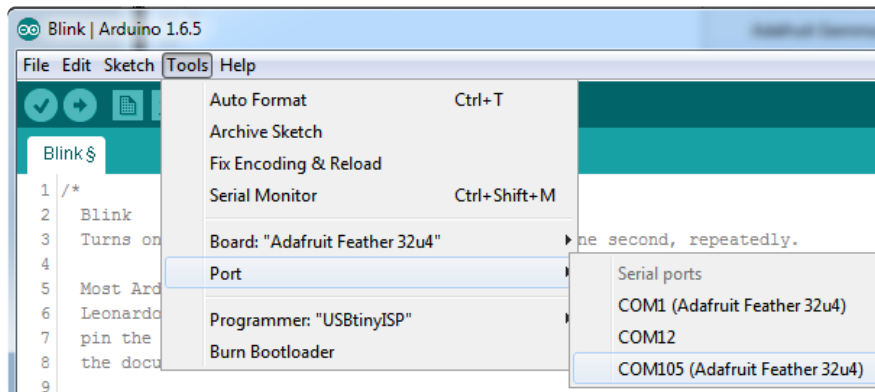 Blink | Arduino 1.6.5
File Edit Sketch Tools Help
Auto Format Ctrl+T
Archive Sketch
Fix Encoding & Reload
Serial Monitor Ctrl+Shift+M
Board: "Adafruit Feather 32u4"
Port
Programmer: "USBtinyISP"
Burn Bootloader
Serial ports
COM1 (Adafruit Feather 32u4)
COM12
COM105 (Adafruit Feather 32u4)
Blink §
1 /*
2 Blink
3 Turns on ne second, repeatedly.
4
5 Most Ard
6 Leonardo
7 pin the
8 the docu
9